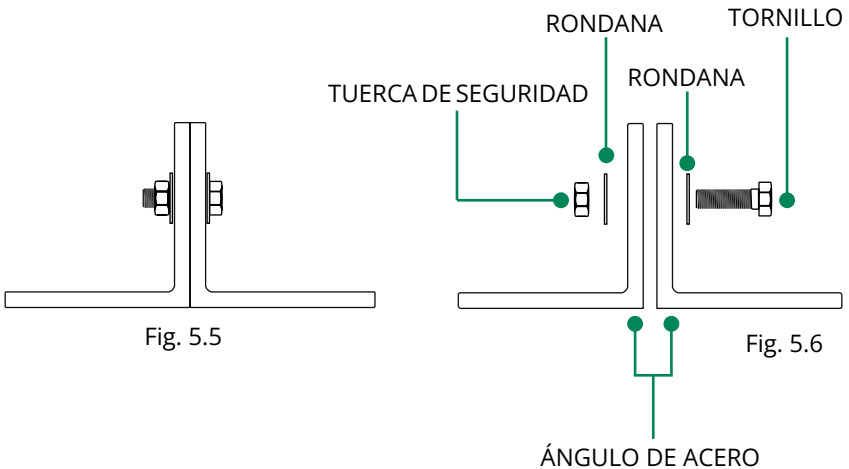 RONDANA
TORNILLO
RONDANA
TUERCA DE SEGURIDAD
Fig. 5.5
Fig. 5.6
ÁNGULO DE ACERO